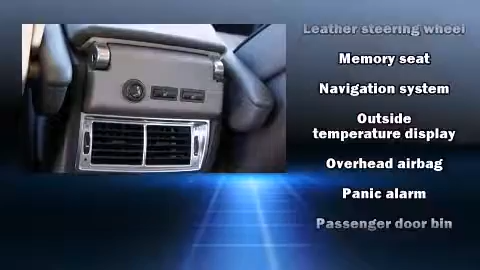 Leather steering wheel
Memory seat
Navigation system
Outside
temperature display
Overhead airbag
Panic alarm
Passenger door bin